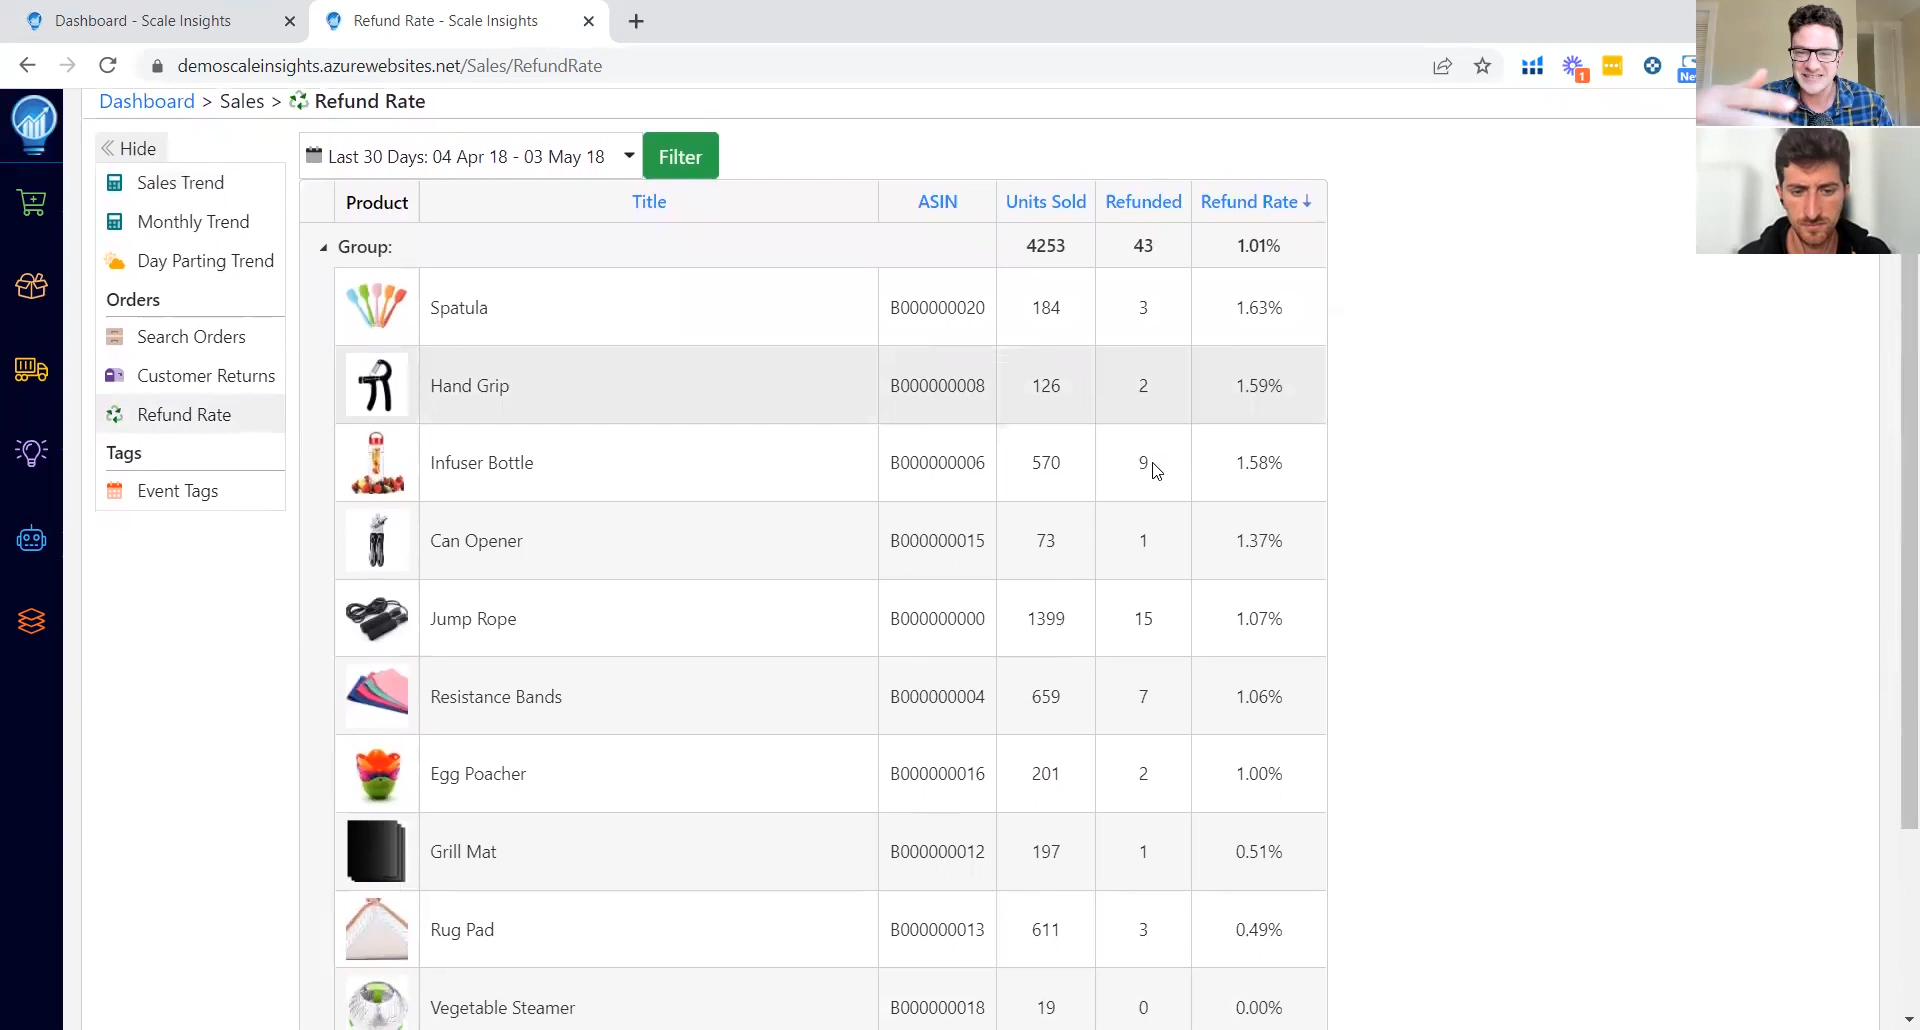 Dashboard - Scale Insights
Refund Rate - Scale Insights
demoscaleinsights.azurewebsites.net/Sales/RefundRate
1
Dashboard > Sales > Refund Rate
Hide
Sales Trend
Monthly Trend
Day Parting Trend
Orders
Search Orders
Customer Returns
Refund Rate
Tags
Event Tags
Last 30 Days: 04 Apr 18 - 03 May 18 Filter
Product Title ASIN Units Sold Refunded Refund Rate↓
Group: 4253 43 1.01%
Spatula B000000020 184 3 1.63%
Hand Grip B000000008 126 2 1.59%
Infuser Bottle B000000006 570 9 1.58%
Can Opener B000000015 73 1 1.37%
Jump Rope B000000000 1399 15 1.07%
Resistance Bands B000000004 659 7 1.06%
Egg Poacher B000000016 201 2 1.00%
Grill Mat B000000012 197 1 0.51%
Rug Pad B000000013 611 3 0.49%
Vegetable Steamer B000000018 19 0 0.00%